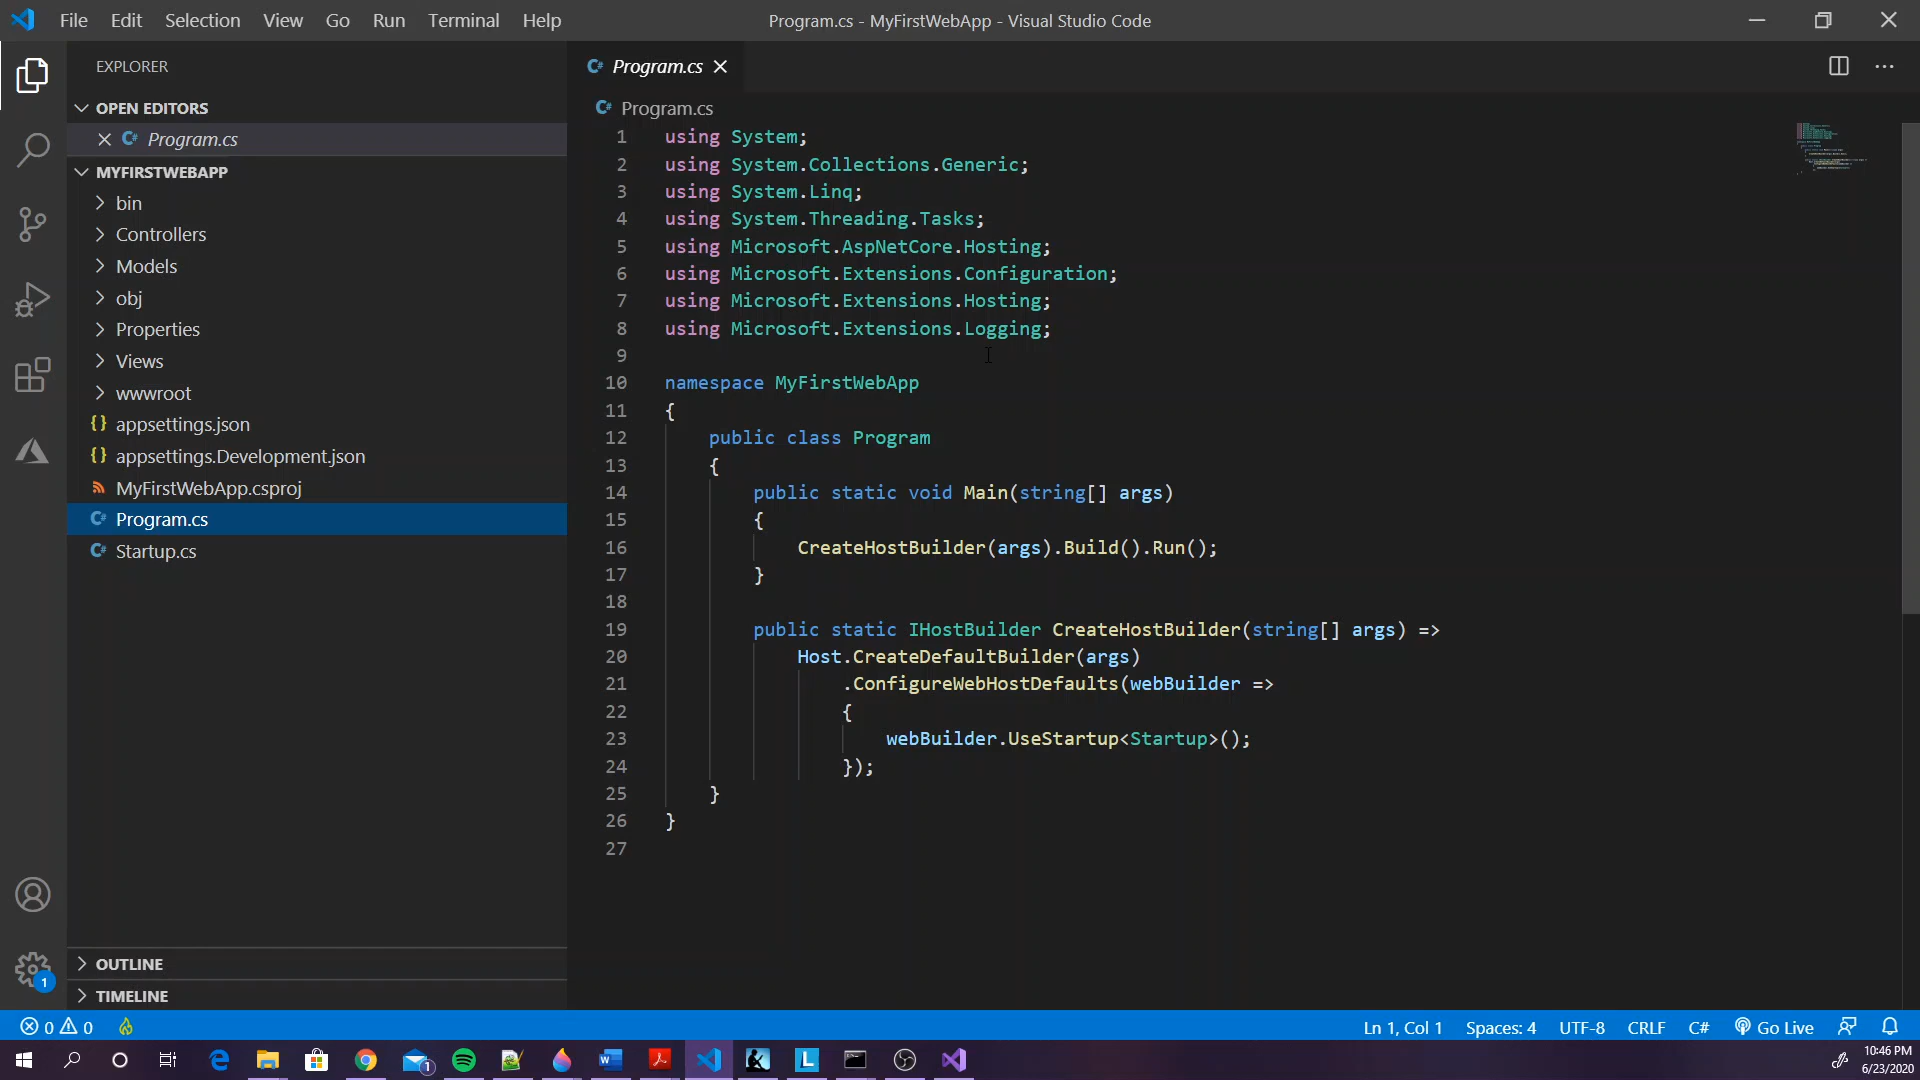 File Edit Selection View Go Run Terminal Help
Program.cs - MyFirstWebApp - Visual Studio Code
EXPLORER
OPEN EDITORS
Program.cs
MYFIRSTWEBAPP
bin
Controllers
Models
obj
Properties
Views
wwwroot
appsettings.json
appsettings.Development.json
MyFirstWebApp.csproj
Program.cs
Startup.cs
OUTLINE
TIMELINE
Program.cs
Program.cs
1 using System;
2 using System.Collections.Generic;
3 using System.Linq;
4 using System.Threading.Tasks;
5 using Microsoft.AspNetCore.Hosting;
6 using Microsoft.Extensions.Configuration;
7 using Microsoft.Extensions.Hosting;
8 using Microsoft.Extensions.Logging;
9
10 namespace MyFirstWebApp
11 {
12 public class Program
13 {
14 public static void Main(string[] args)
15 {
16 CreateHostBuilder(args).Build().Run();
17 }
18
19 public static IHostBuilder CreateHostBuilder(string[] args) =>
20 Host.CreateDefaultBuilder(args)
21 .ConfigureWebHostDefaults(webBuilder =>
22 {
23 webBuilder.UseStartup<Startup>();
24 });
25 }
26 }
27
1
0 0
Ln 1, Col 1 Spaces: 4 UTF-8 CRLF C# Go Live
1
10:46 PM
6/23/2020